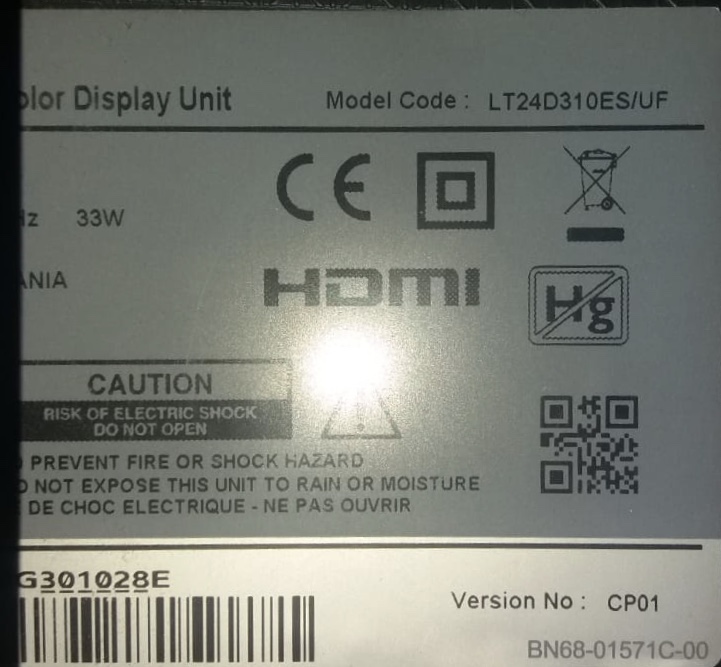 olor Display Unit Model Code : LT24D310ES/UF
Hz 33W
CE
ANIA
HDMI
Hg
CAUTION
RISK OF ELECTRIC SHOCK
DO NOT OPEN
PREVENT FIRE OR SHOCK HAZARD
O NOT EXPOSE THIS UNIT TO RAIN OR MOISTURE
E DE CHOC ELECTRIQUE - NE PAS OUVRIR
G301028E
Version No : CP01
BN68-01571C-00